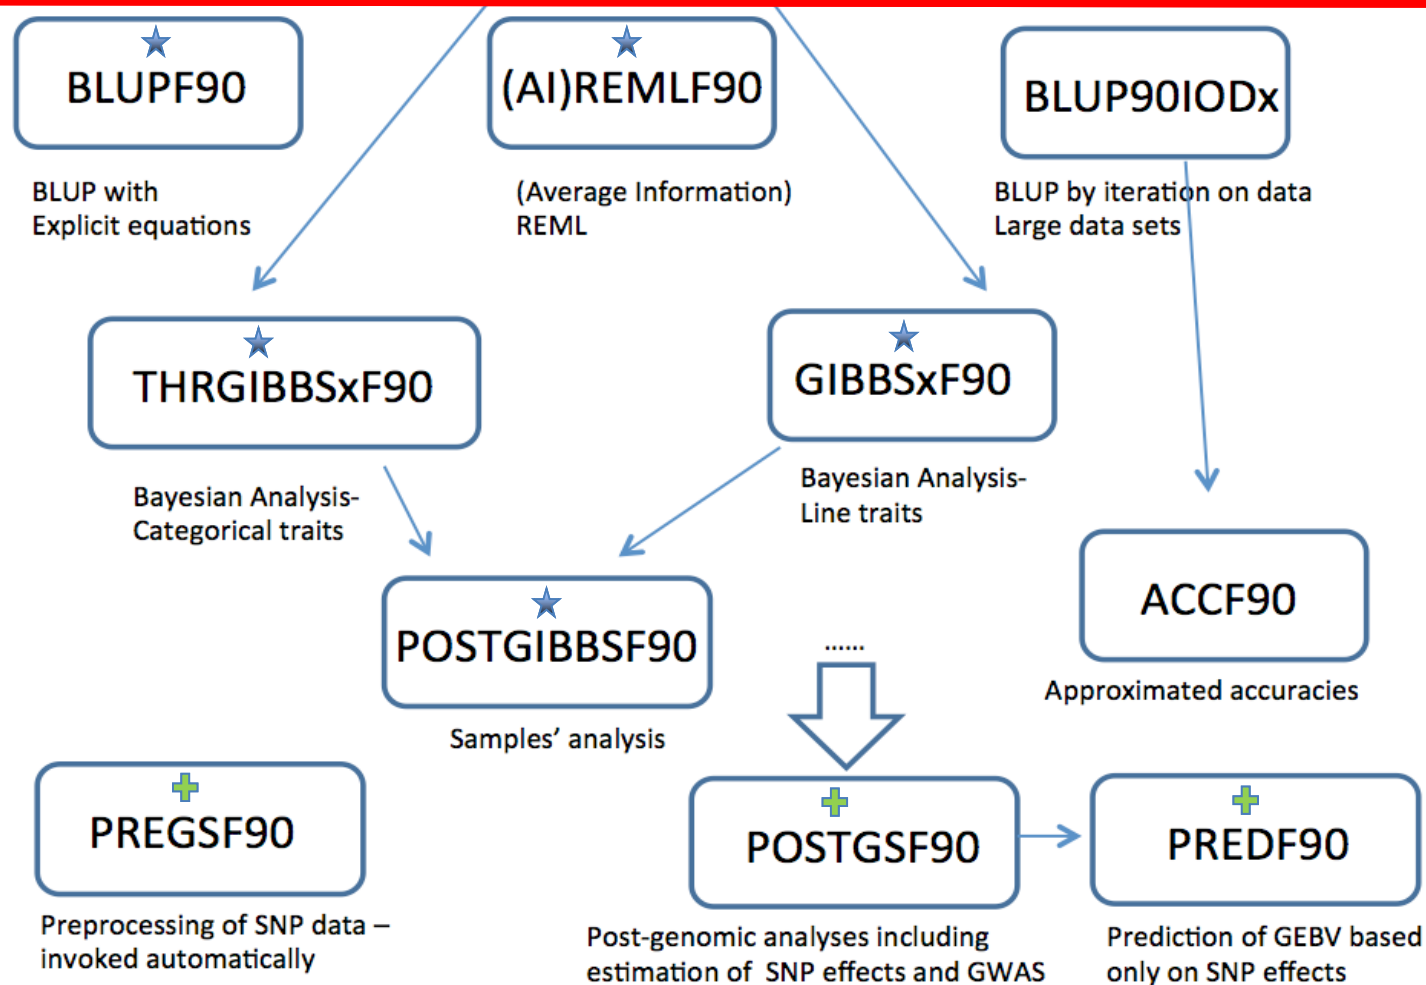 BLUPF90
(AI)REMLF90
BLUP90IODx
BLUP with
Explicit equations
(Average Information)
REML
BLUP by iteration on data
Large data sets
THRGIBBSxF90
GIBBSxF90
Bayesian Analysis-
Categorical traits
Bayesian Analysis-
Line traits
POSTGIBBSF90
Samples’ analysis
......
ACCF90
Approximated accuracies
PREGSF90
Preprocessing of SNP data –
invoked automatically
POSTGSF90
Post-genomic analyses including
estimation of SNP effects and GWAS
PREDF90
Prediction of GEBV based
only on SNP effects